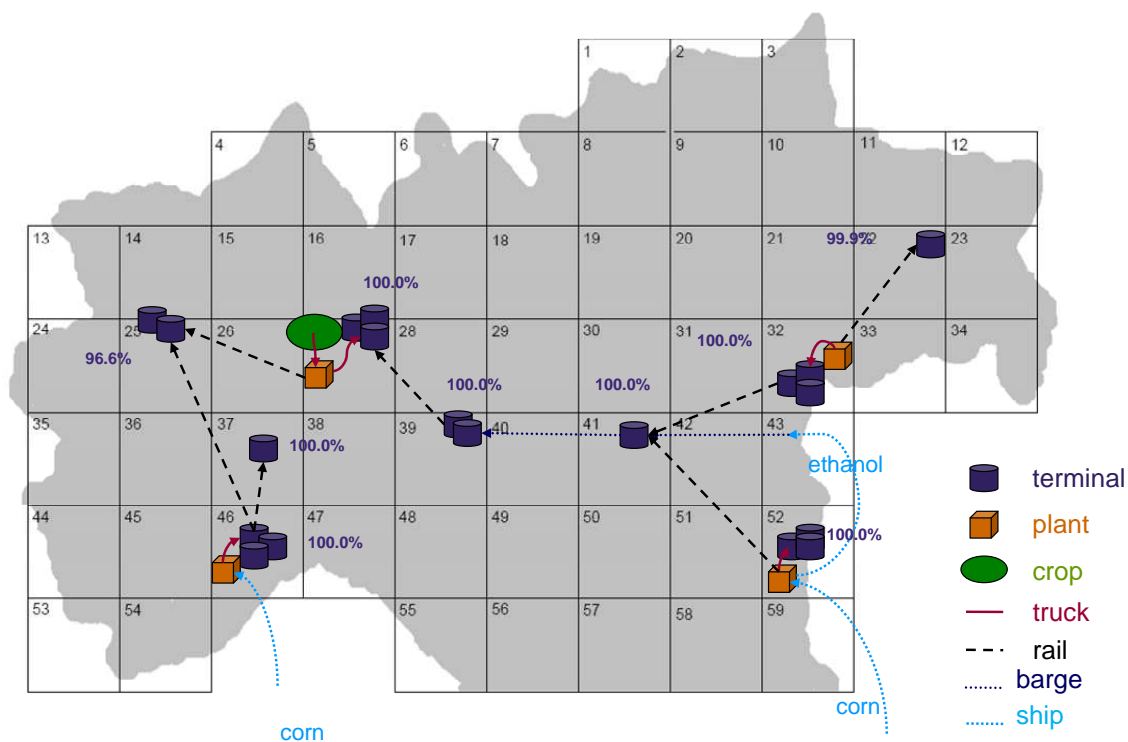 1 2 3
4 5 6 7 8 9 10 11 12
13 14 15 16 17 18 19 20 21 22 23
99.9%
100.0%
24 25 26 28 29 30 31 32 33 34
100.0%
96.6%
100.0% 100.0%
35 36 37 38 39 40 41 42 43
100.0%
ethanol
44 45 46 47 48 49 50 51 52
100.0%
100.0%
53 54 55 56 57 58 59
corn
corn
terminal
plant
crop
truck
rail
barge
ship